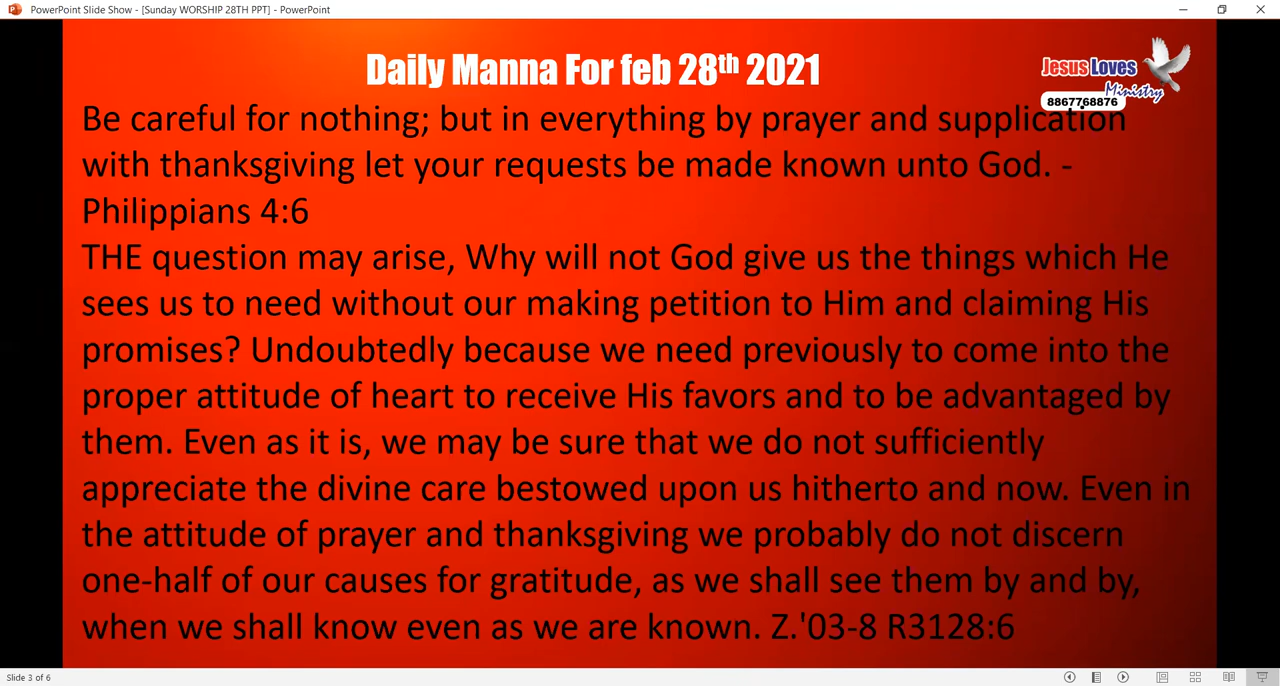 PowerPoint Slide Show - [Sunday WORSHIP 28TH PPT] - PowerPoint
Daily Manna For feb 28th 2021
Jesus Loves
Ministry
8867768876
Be careful for nothing; but in everything by prayer and supplication
with thanksgiving let your requests be made known unto God. -
Philippians 4:6
THE question may arise, Why will not God give us the things which He
sees us to need without our making petition to Him and claiming His
promises? Undoubtedly because we need previously to come into the
proper attitude of heart to receive His favors and to be advantaged by
them. Even as it is, we may be sure that we do not sufficiently
appreciate the divine care bestowed upon us hitherto and now. Even in
the attitude of prayer and thanksgiving we probably do not discern
one-half of our causes for gratitude, as we shall see them by and by,
when we shall know even as we are known. Z.'03-8 R3128:6
Slide 3 of 6